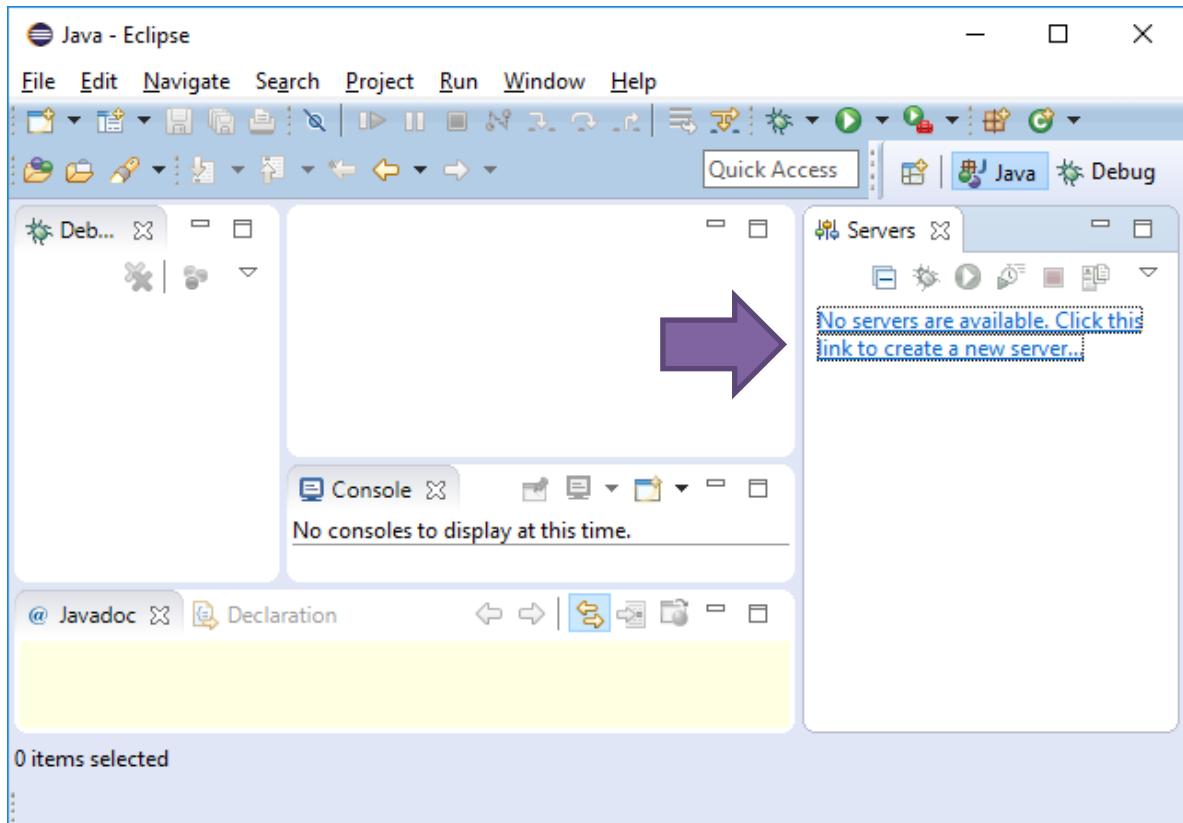 Java - Eclipse
File Edit Navigate Search Project Run Window Help
Quick Access
Java
Debug
Deb...
Servers
No servers are available. Click this
link to create a new server...
Console
No consoles to display at this time.
@ Javadoc
Declaration
0 items selected